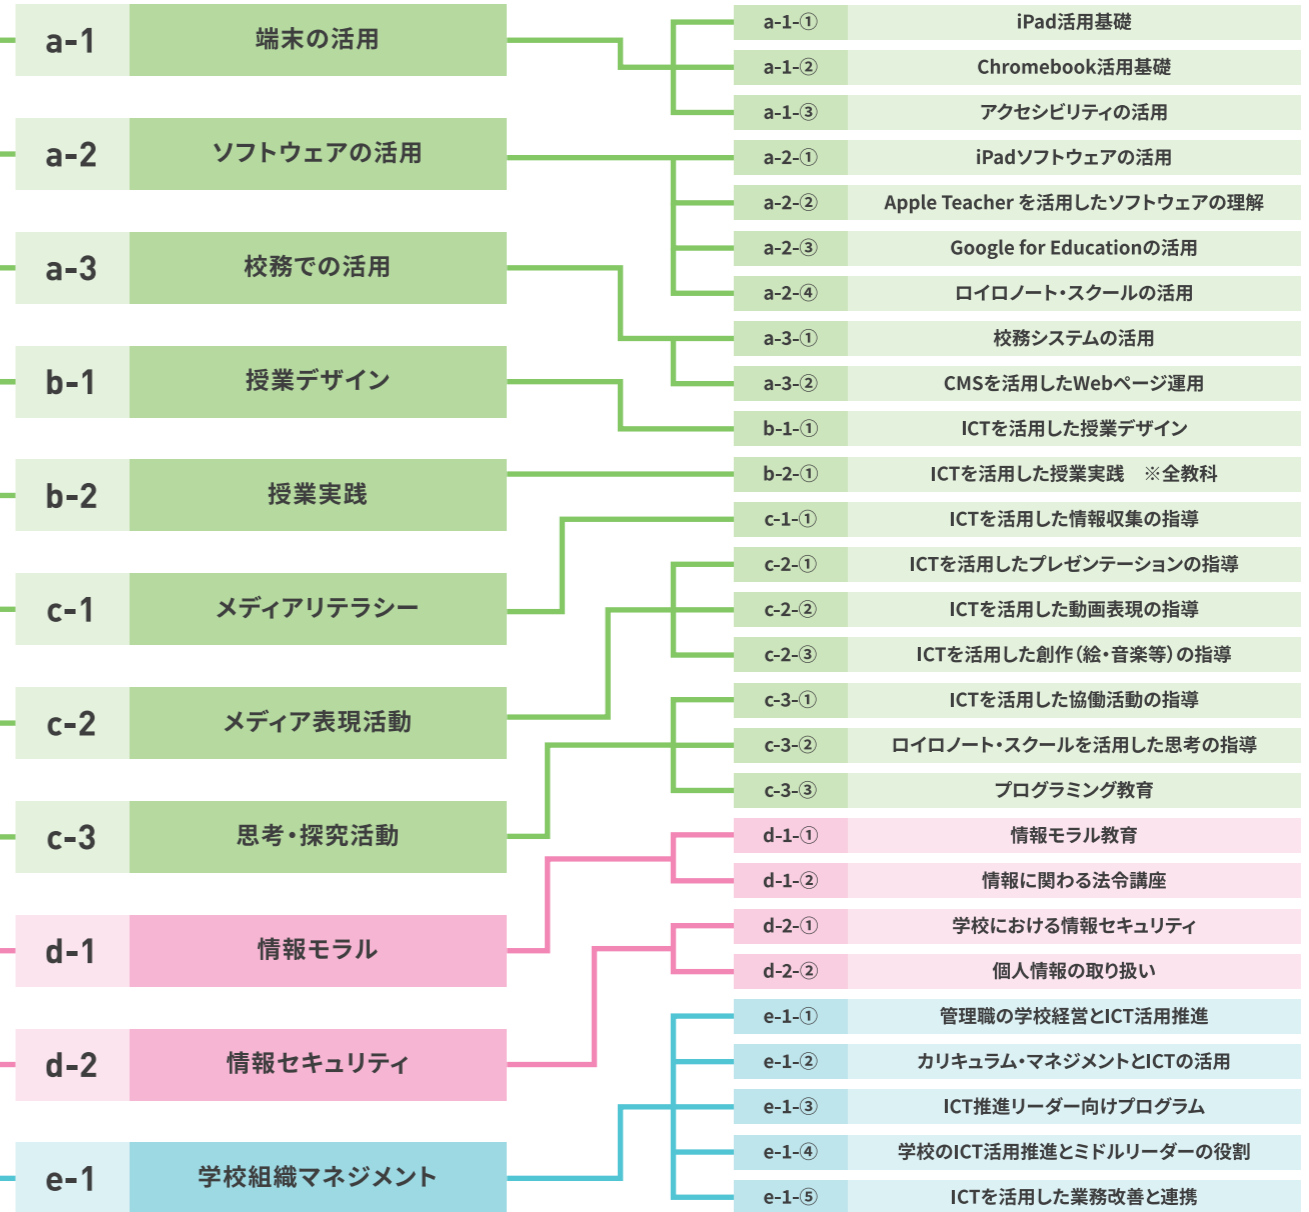 a-1 端末の活用
a-2 ソフトウェアの活用
a-3 校務での活用
b-1 授業デザイン
b-2 授業実践
c-1 メディアリテラシー
c-2 メディア表現活動
c-3 思考・探究活動
d-1 情報モラル
d-2 情報セキュリティ
e-1 学校組織マネジメント
a-1-① iPad活用基礎
a-1-② Chromebook活用基礎
a-1-③ アクセシビリティの活用
a-2-① iPadソフトウェアの活用
a-2-② Apple Teacher を活用したソフトウェアの理解
a-2-③ Google for Educationの活用
a-2-④ ロイロノート・スクールの活用
a-3-① 校務システムの活用
a-3-② CMSを活用したWebページ運用
b-1-① ICTを活用した授業デザイン
b-2-① ICTを活用した授業実践　※全教科
c-1-① ICTを活用した情報収集の指導
c-2-① ICTを活用したプレゼンテーションの指導
c-2-② ICTを活用した動画表現の指導
c-2-③ ICTを活用した創作（絵・音楽等）の指導
c-3-① ICTを活用した協働活動の指導
c-3-② ロイロノート・スクールを活用した思考の指導
c-3-③ プログラミング教育
d-1-① 情報モラル教育
d-1-② 情報に関わる法令講座
d-2-① 学校における情報セキュリティ
d-2-② 個人情報の取り扱い
e-1-① 管理職の学校経営とICT活用推進
e-1-② カリキュラム・マネジメントとICTの活用
e-1-③ ICT推進リーダー向けプログラム
e-1-④ 学校のICT活用推進とミドルリーダーの役割
e-1-⑤ ICTを活用した業務改善と連携